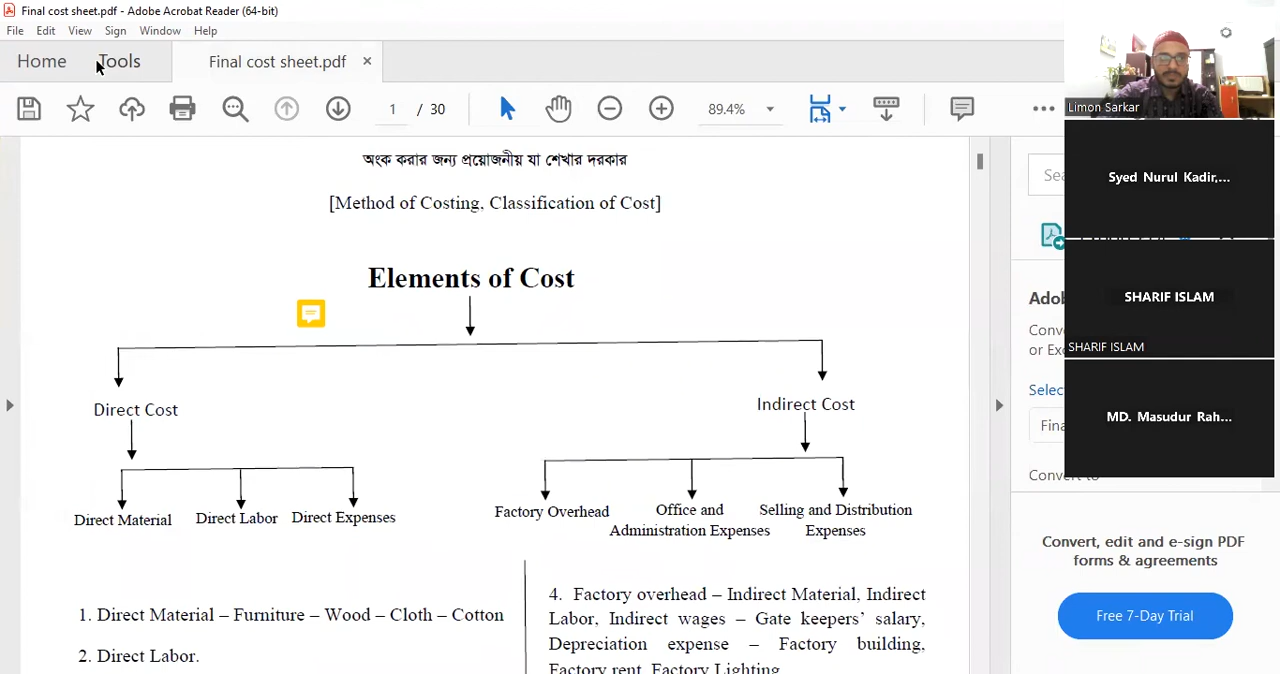 Final cost sheet.pdf - Adobe Acrobat Reader (64-bit)
File Edit View Sign Window Help
Home Tools Final cost sheet.pdf ×
1 / 30 89.4%
অংক করার জন্য প্রয়োজনীয় যা শেখার দরকার
[Method of Costing, Classification of Cost]
Elements of Cost
Direct Cost
Indirect Cost
Direct Material Direct Labor Direct Expenses
Factory Overhead
Office and
Administration Expenses
Selling and Distribution
Expenses
1. Direct Material – Furniture – Wood – Cloth – Cotton
2. Direct Labor.
4. Factory overhead – Indirect Material, Indirect
Labor, Indirect wages – Gate keepers’ salary,
Depreciation expense – Factory building,
Factory rent, Factory Lighting
Sea
Adob
Conve
or Exc
Selec
Fina
Convert to
Convert, edit and e-sign PDF
forms & agreements
Free 7-Day Trial
Limon Sarkar
Syed Nurul Kadir,...
SHARIF ISLAM
SHARIF ISLAM
MD. Masudur Rah...